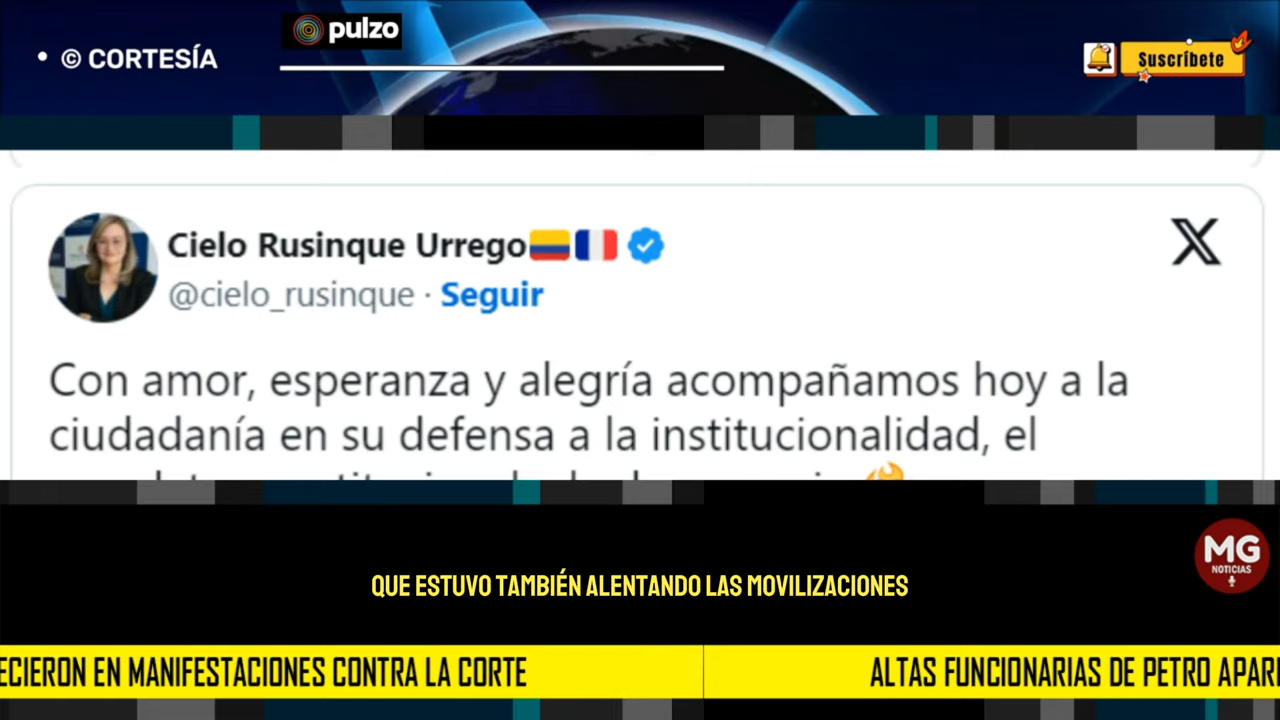 • © CORTESÍA
pulzo
Suscríbete
Cielo Rusinque Urrego
@cielo_rusinque · Seguir
Con amor, esperanza y alegría acompañamos hoy a la
ciudadanía en su defensa a la institucionalidad, el
MG
NOTICIAS
QUE ESTUVO TAMBIÉN ALENTANDO LAS MOVILIZACIONES
ECIERON EN MANIFESTACIONES CONTRA LA CORTE
ALTAS FUNCIONARIAS DE PETRO APAR